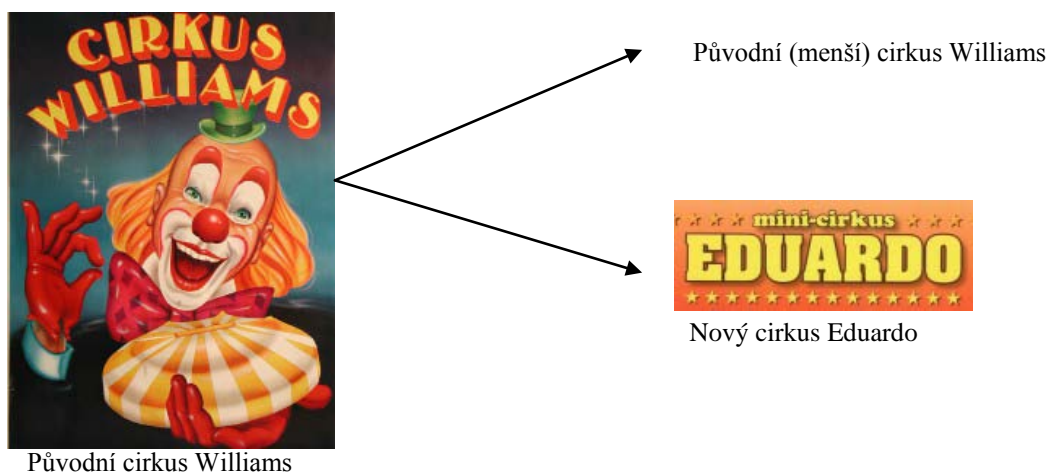 CIRKUS
WILLIAMS
Původní cirkus Williams
Původní (menší) cirkus Williams
mini-cirkus
EDUARDO
Nový cirkus Eduardo